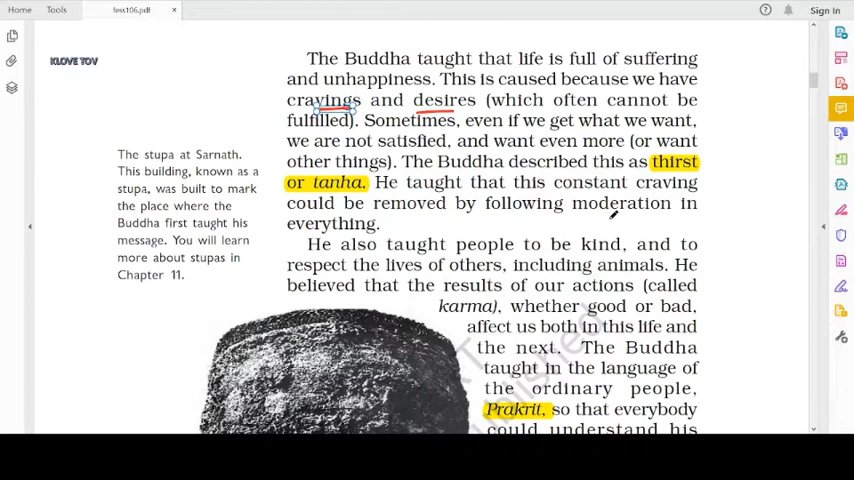 Home Tools fess106.pdf × Sign In
KLOVE TOV
The Buddha taught that life is full of suffering
and unhappiness. This is caused because we have
cravings and desires (which often cannot be
fulfilled). Sometimes, even if we get what we want,
we are not satisfied, and want even more (or want
other things). The Buddha described this as thirst
or tanha. He taught that this constant craving
could be removed by following moderation in
everything.
The stupa at Sarnath.
This building, known as a
stupa, was built to mark
the place where the
Buddha first taught his
message. You will learn
more about stupas in
Chapter 11.
He also taught people to be kind, and to
respect the lives of others, including animals. He
believed that the results of our actions (called
karma), whether good or bad,
affect us both in this life and
the next. The Buddha
taught in the language of
the ordinary people,
Prakrit, so that everybody
could understand his